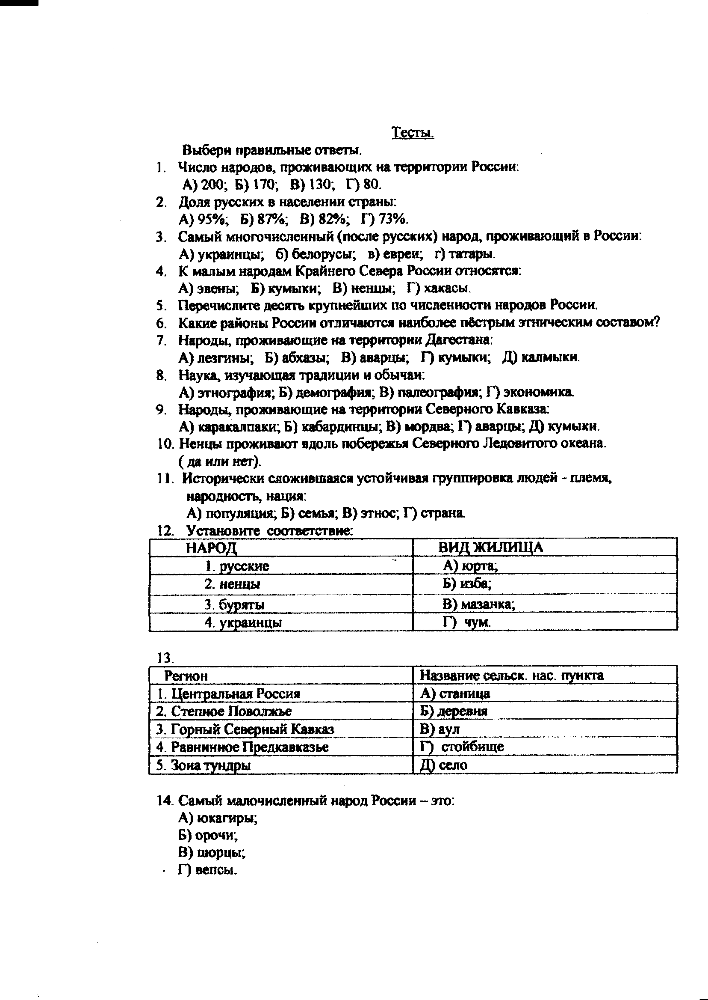 Тесты.
Выбери правильные ответы.
1. Число народов, проживающих на территории России:
А) 200; Б) 170; В) 130; Г) 80.
2. Доля русских в населении страны:
А) 95%; Б) 87%; В) 82%; Г) 73%.
3. Самый многочисленный (после русских) народ, проживающий в России:
А) украинцы; б) белорусы; в) евреи; г) татары.
4. К малым народам Крайнего Севера России относятся:
А) эвены; Б) кумыки; В) ненцы; Г) хакасы.
5. Перечислите десять крупнейших по численности народов России.
6. Какие районы России отличаются наиболее пёстрым этническим составом?
7. Народы, проживающие на территории Дагестана:
А) лезгины; Б) абхазы; В) аварцы; Г) кумыки; Д) калмыки.
8. Наука, изучающая традиции и обычаи:
А) этнография; Б) демография; В) палеография; Г) экономика.
9. Народы, проживающие на территории Северного Кавказа:
А) каракалпаки; Б) кабардинцы; В) мордва; Г) аварцы; Д) кумыки.
10. Ненцы проживают вдоль побережья Северного Ледовитого океана.
( да или нет).
11. Исторически сложившаяся устойчивая группировка людей - племя,
народность, нация:
А) популяция; Б) семья; В) этнос; Г) страна.
12. Установите соответствие:
НАРОД ВИД ЖИЛИЩА
1. русские А) юрта;
2. ненцы Б) изба;
3. буряты В) мазанка;
4. украинцы Г) чум.
13.
Регион Название сельск. нас. пункта
1. Центральная Россия А) станица
2. Степное Поволжье Б) деревня
3. Горный Северный Кавказ В) аул
4. Равнинное Предкавказье Г) стойбище
5. Зона тундры Д) село
14. Самый малочисленный народ России – это:
А) юкагиры;
Б) орочи;
В) шорцы;
Г) вепсы.